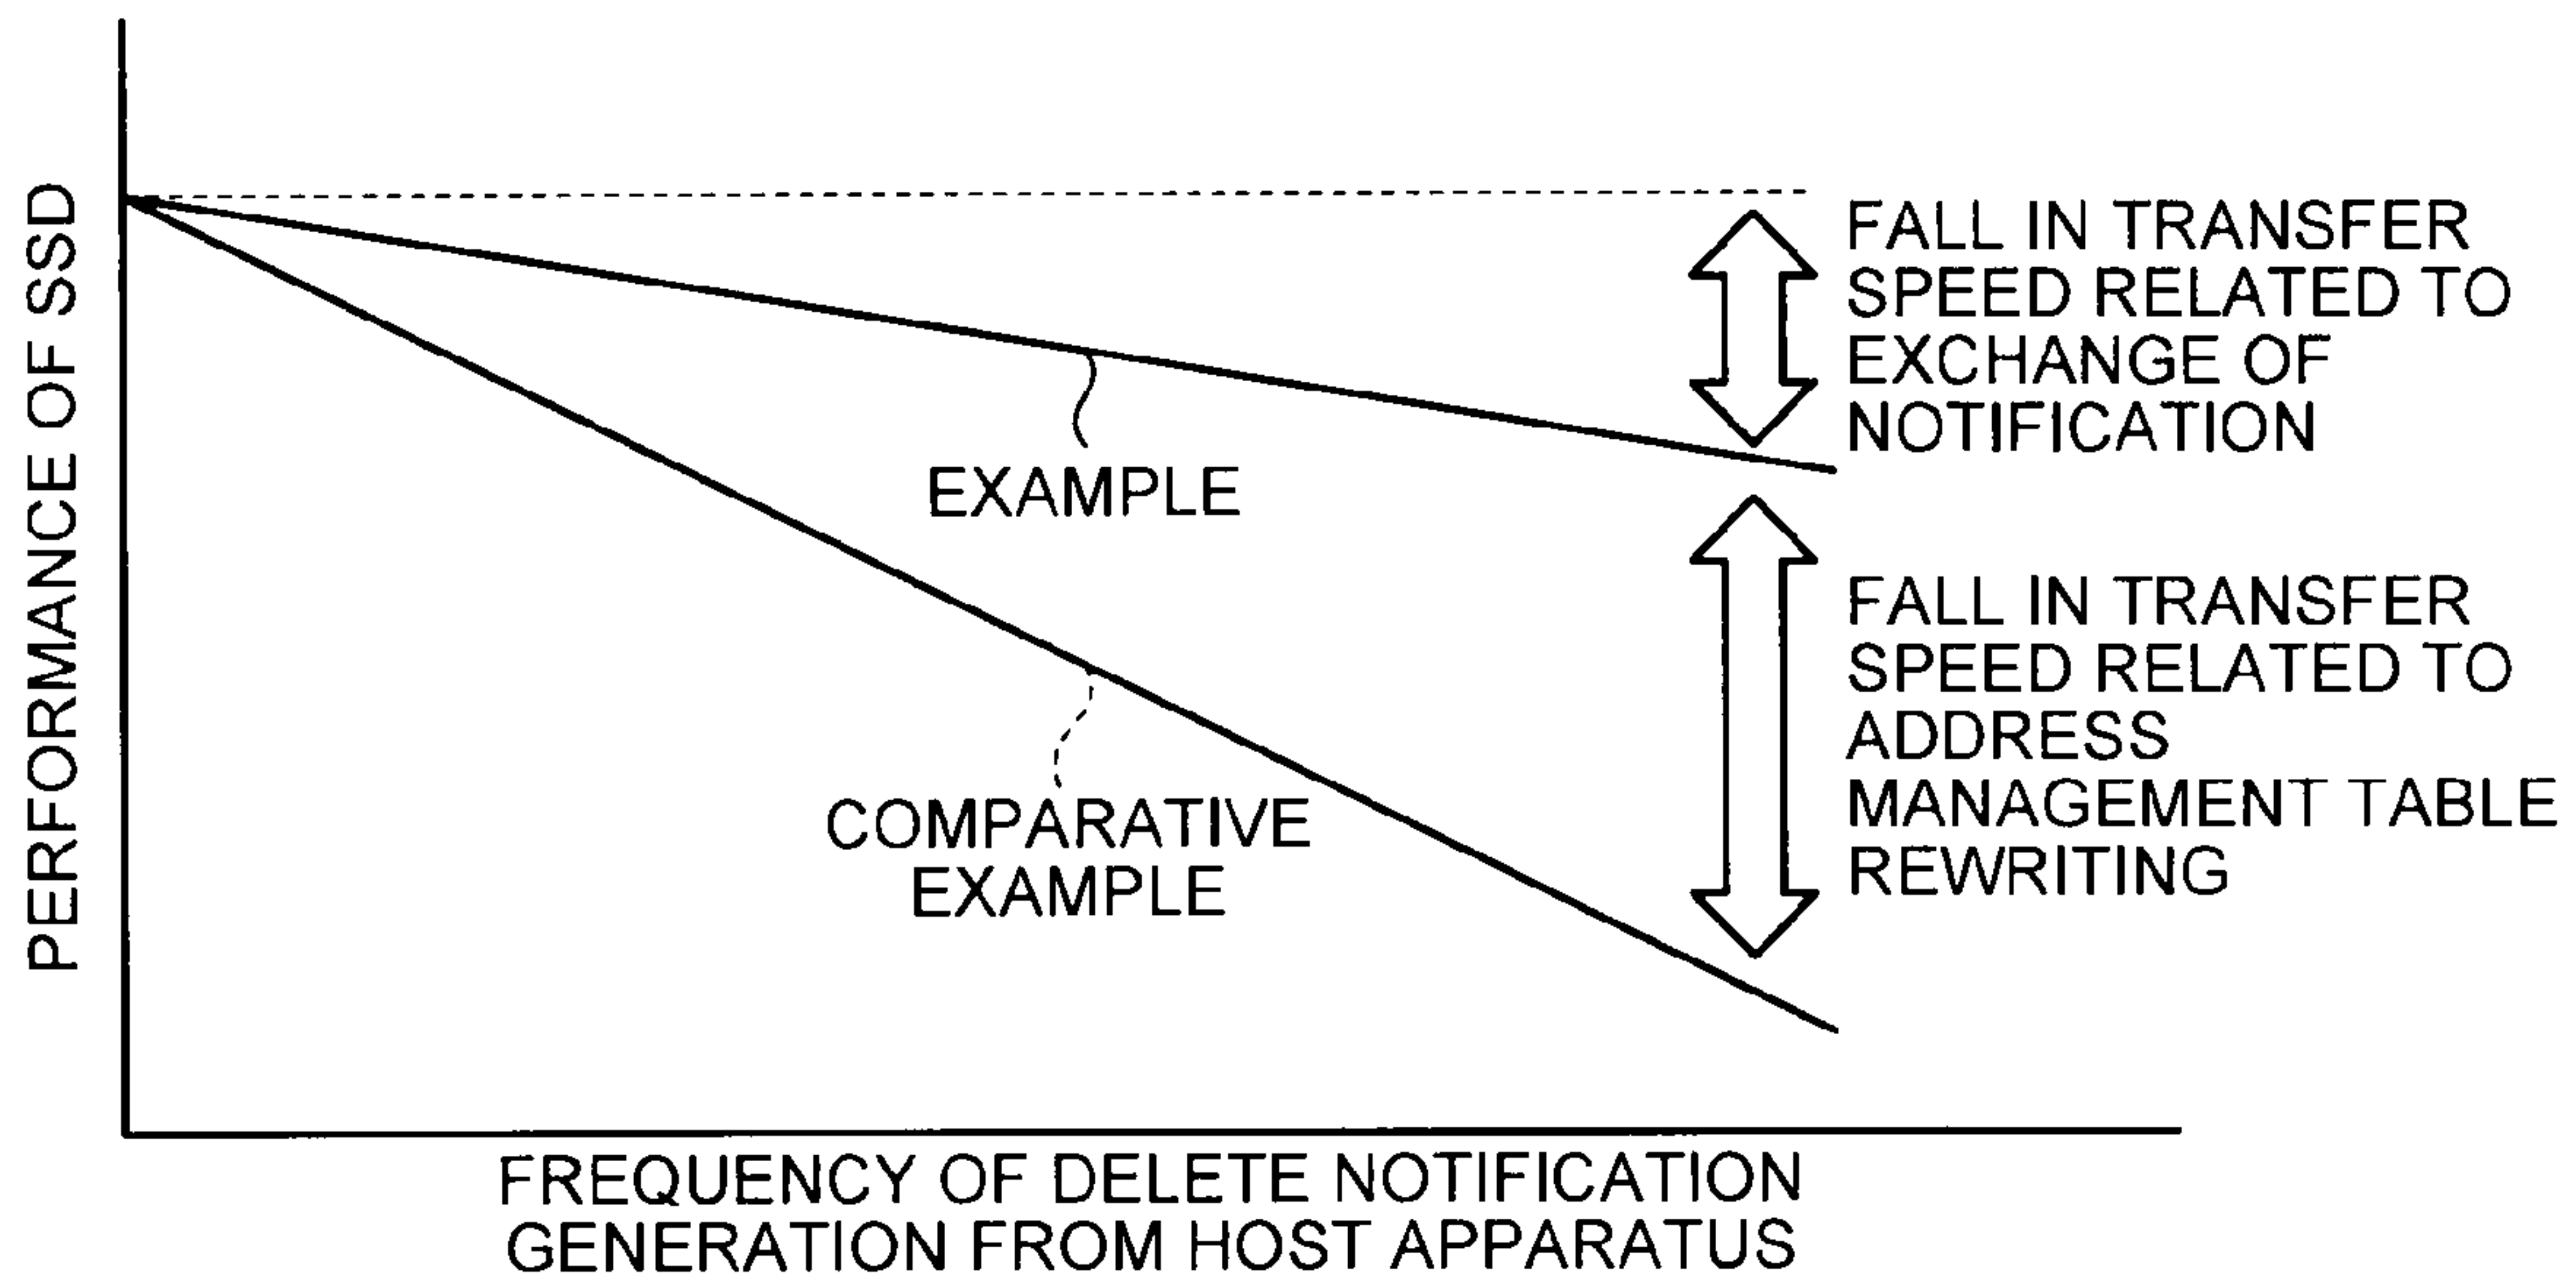 PERFORMANCE OF SSD
FALL IN TRANSFER
SPEED RELATED TO
EXCHANGE OF
NOTIFICATION
EXAMPLE
FALL IN TRANSFER
SPEED RELATED TO
ADDRESS
MANAGEMENT TABLE
REWRITING
COMPARATIVE
EXAMPLE
FREQUENCY OF DELETE NOTIFICATION
GENERATION FROM HOST APPARATUS